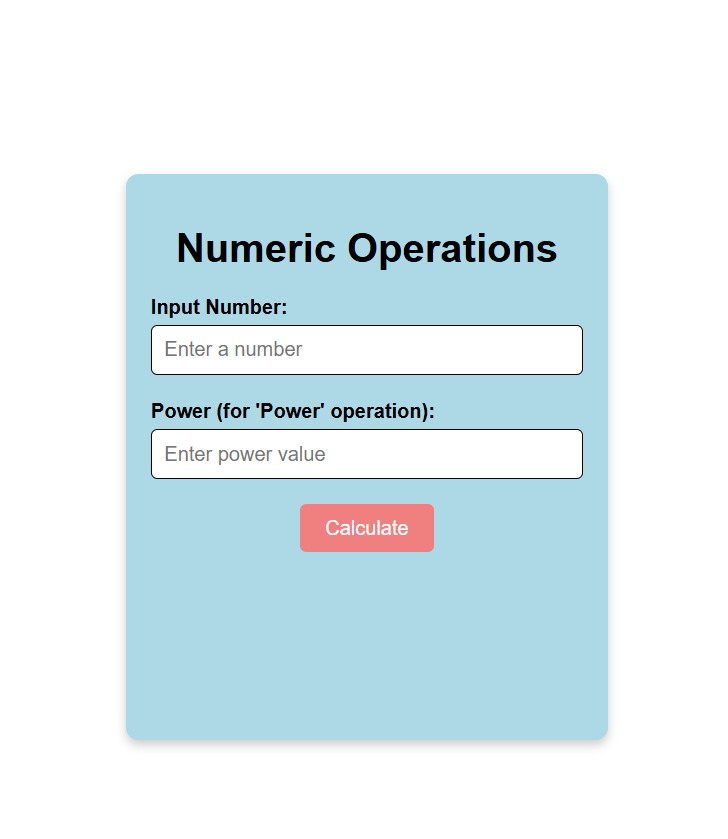 Numeric Operations
Input Number:
Enter a number
Power (for 'Power' operation):
Enter power value
Calculate